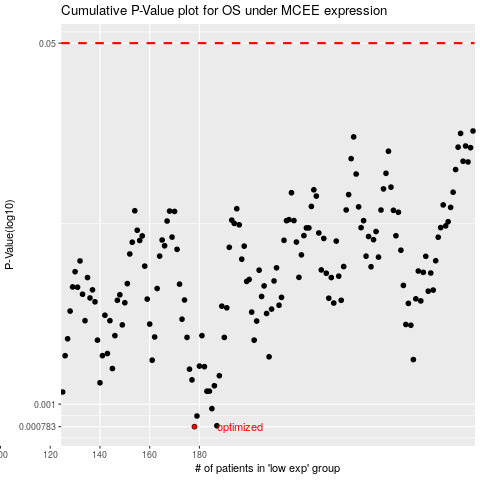 Cumulative P-Value plot for OS under MCEE expression
0.05
P-Value(log10)
0.001
0.000783
optimized
00 120 140 160 180
# of patients in 'low exp' group